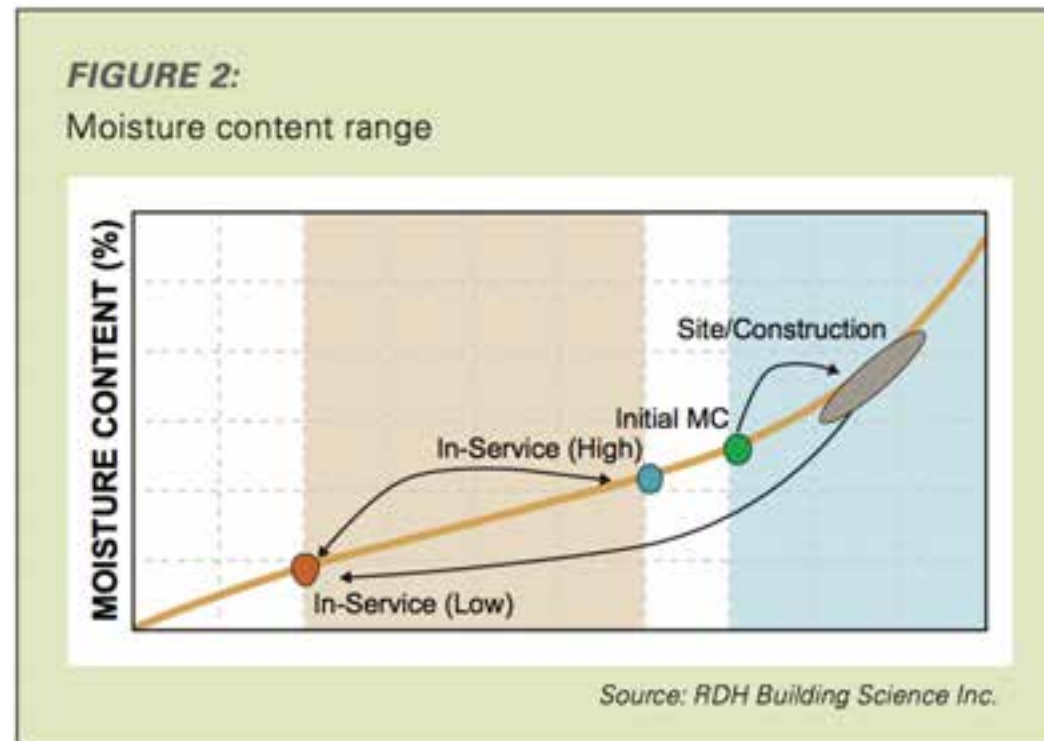 FIGURE 2:
Moisture content range
MOISTURE CONTENT (%)
Site/Construction
Initial MC
In-Service (High)
In-Service (Low)
Source: RDH Building Science Inc.